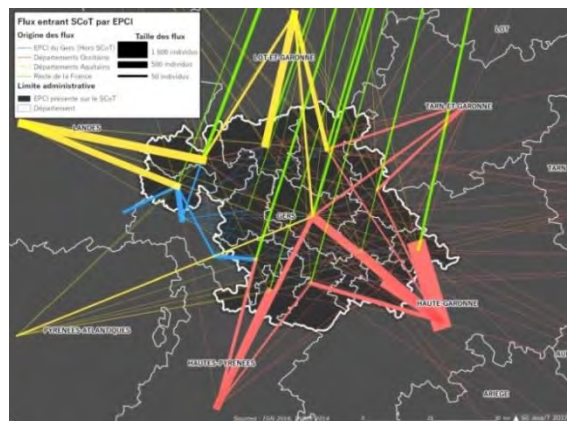 Flux entrant SCoT par EPCI
Origine des flux
EPCI du Gers (Hors SCoT)
Départements Occitains
Départements Aquitains
Reste de la France
Limite administrative
EPCI présente sur le SCoT
Département
Taille des flux
1 500 individus
500 individus
50 individus
LOT
LOT-ET-GARONNE
TARN-ET-GARONNE
LANDES
TARN
GERS
HAUTE-GARONNE
PYRENEES-ATLANTIQUES
HAUTES-PYRENEES
ARIEGE